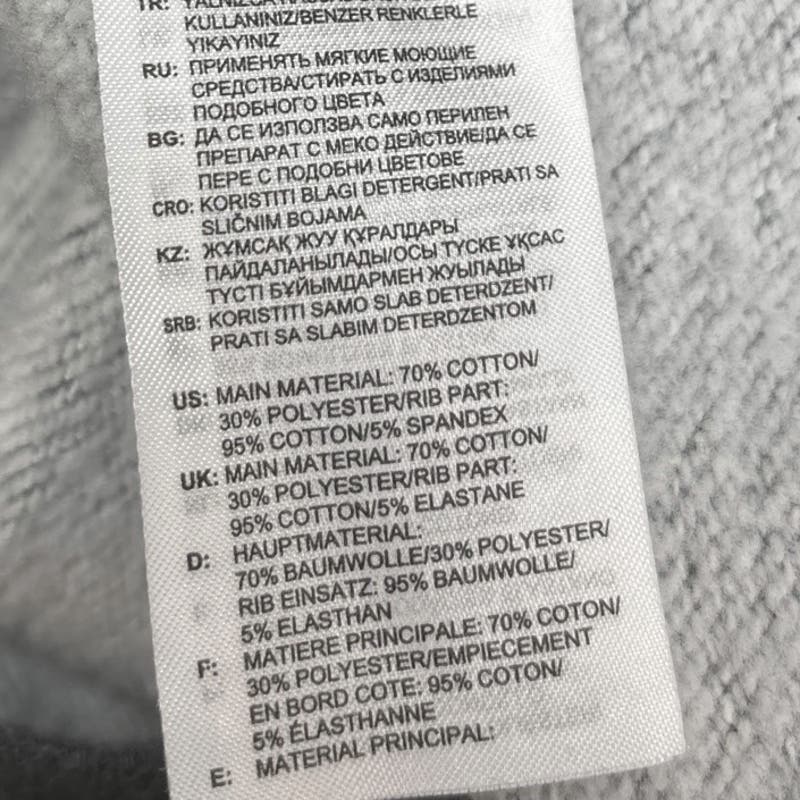 TR: YALNIZCA
KULLANINIZ/BENZER RENKLERLE
YIKAYINIZ
RU: ПРИМЕНЯТЬ МЯГКИЕ МОЮЩИЕ
СРЕДСТВА/СТИРАТЬ С ИЗДЕЛИЯМИ
ПОДОБНОГО ЦВЕТА
BG: ДА СЕ ИЗПОЛЗВА САМО ПЕРИЛЕН
ПРЕПАРАТ С МЕКО ДЕЙСТВИЕ/ДА СЕ
ПЕРЕ С ПОДОБНИ ЦВЕТОВЕ
CRO: KORISTITI BLAGI DETERGENT/PRATI SA
SLIČNIM BOJAMA
KZ: ЖҰМСАҚ ЖУУ ҚҰРАЛДАРЫ
ПАЙДАЛАНЫЛАДЫ/ОСЫ ТҮСКЕ ҰҚСАС
ТҮСТІ БҰЙЫМДАРМЕН ЖУЫЛАДЫ
SRB: KORISTITI SAMO SLAB DETERDZENT/
PRATI SA SLABIM DETERDZENTOM
US: MAIN MATERIAL: 70% COTTON/
30% POLYESTER/RIB PART:
95% COTTON/5% SPANDEX
UK: MAIN MATERIAL: 70% COTTON/
30% POLYESTER/RIB PART:
95% COTTON/5% ELASTANE
D: HAUPTMATERIAL:
70% BAUMWOLLE/30% POLYESTER/
RIB EINSATZ: 95% BAUMWOLLE/
5% ELASTHAN
F: MATIERE PRINCIPALE: 70% COTON/
30% POLYESTER/EMPIECEMENT
EN BORD COTE: 95% COTON/
5% ÉLASTHANNE
E: MATERIAL PRINCIPAL: